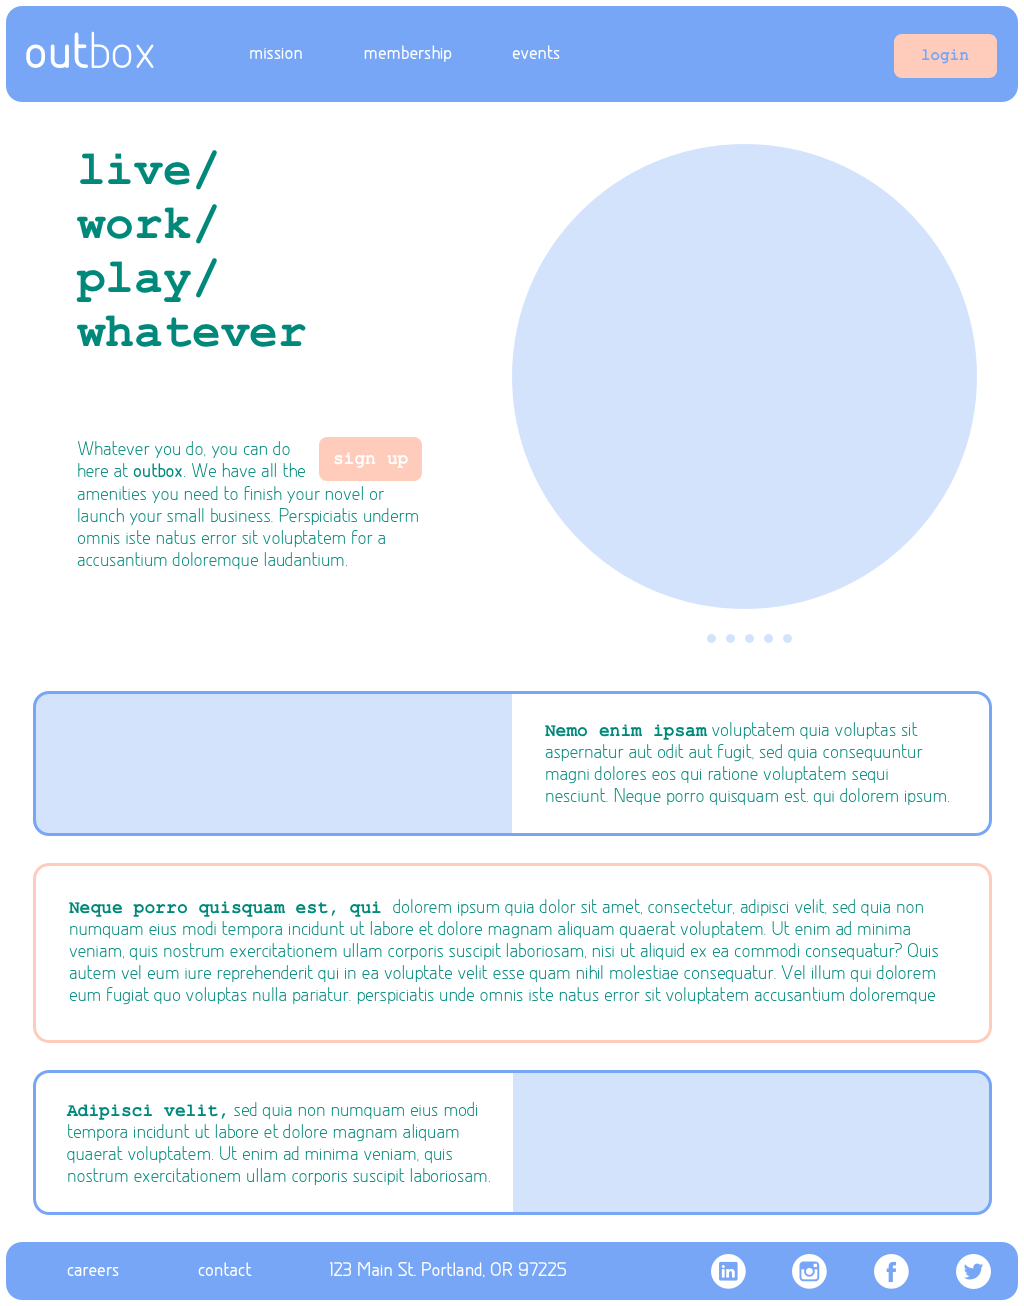 outbox
mission
membership
events
login
live/
work/
play/
whatever
Whatever you do, you can do
here at outbox. We have all the
sign up
amenities you need to finish your novel or
launch your small business. Perspiciatis underm
omnis iste natus error sit voluptatem for a
accusantium doloremque laudantium.
Nemo enim ipsam voluptatem quia voluptas sit
aspernatur aut odit aut fugit, sed quia consequuntur
magni dolores eos qui ratione voluptatem sequi
nesciunt. Neque porro quisquam est. qui dolorem ipsum.
Neque porro quisquam est, qui dolorem ipsum quia dolor sit amet, consectetur, adipisci velit, sed quia non
numquam eius modi tempora incidunt ut labore et dolore magnam aliquam quaerat voluptatem. Ut enim ad minima
veniam, quis nostrum exercitationem ullam corporis suscipit laboriosam, nisi ut aliquid ex ea commodi consequatur? Quis
autem vel eum iure reprehenderit qui in ea voluptate velit esse quam nihil molestiae consequatur. Vel illum qui dolorem
eum fugiat quo voluptas nulla pariatur. perspiciatis unde omnis iste natus error sit voluptatem accusantium doloremque
Adipisci velit, sed quia non numquam eius modi
tempora incidunt ut labore et dolore magnam aliquam
quaerat voluptatem. Ut enim ad minima veniam, quis
nostrum exercitationem ullam corporis suscipit laboriosam.
careers
contact
123 Main St. Portland, OR 97225